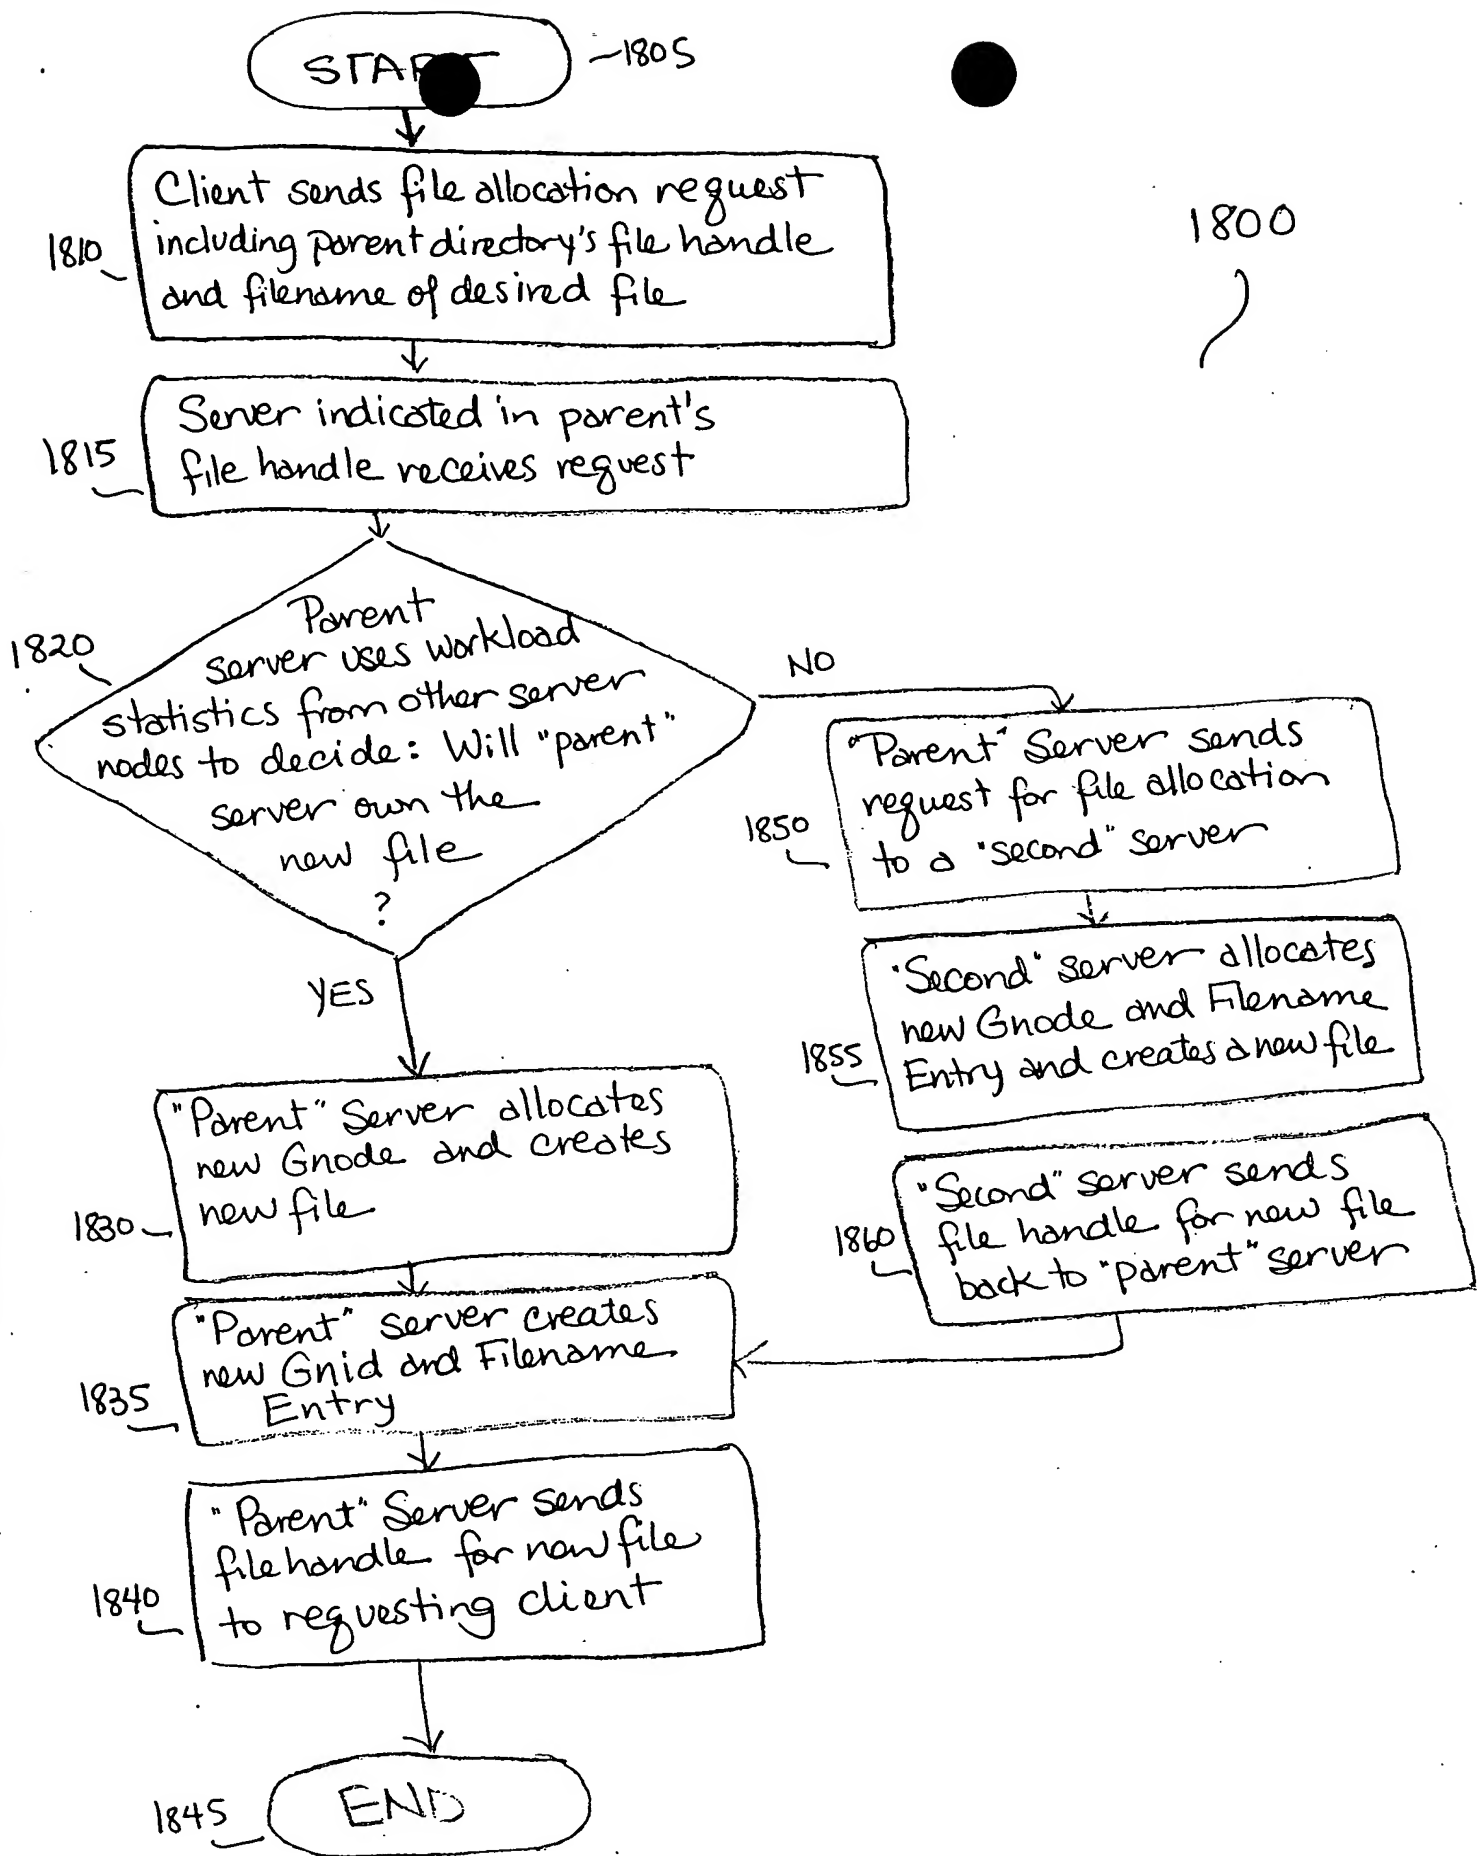 START
1805
1800
1810
Client sends file allocation request
including parent directory's file handle
and filename of desired file
1815
Server indicated in parent's
file handle receives request
1820
Parent
server uses workload
statistics from other server
nodes to decide: Will "parent"
server own the
new file
?
NO
YES
1850
"Parent" Server sends
request for file allocation
to a "second" server
1855
"Second" server allocates
new Gnode and Filename
Entry and creates a new file
1860
"Second" server sends
file handle for new file
back to "parent" server
1830
"Parent" Server allocates
new Gnode and creates
new file
1835
"Parent" server creates
new Gnid and Filename
Entry
1840
"Parent" Server sends
file handle for new file
to requesting client
1845
END